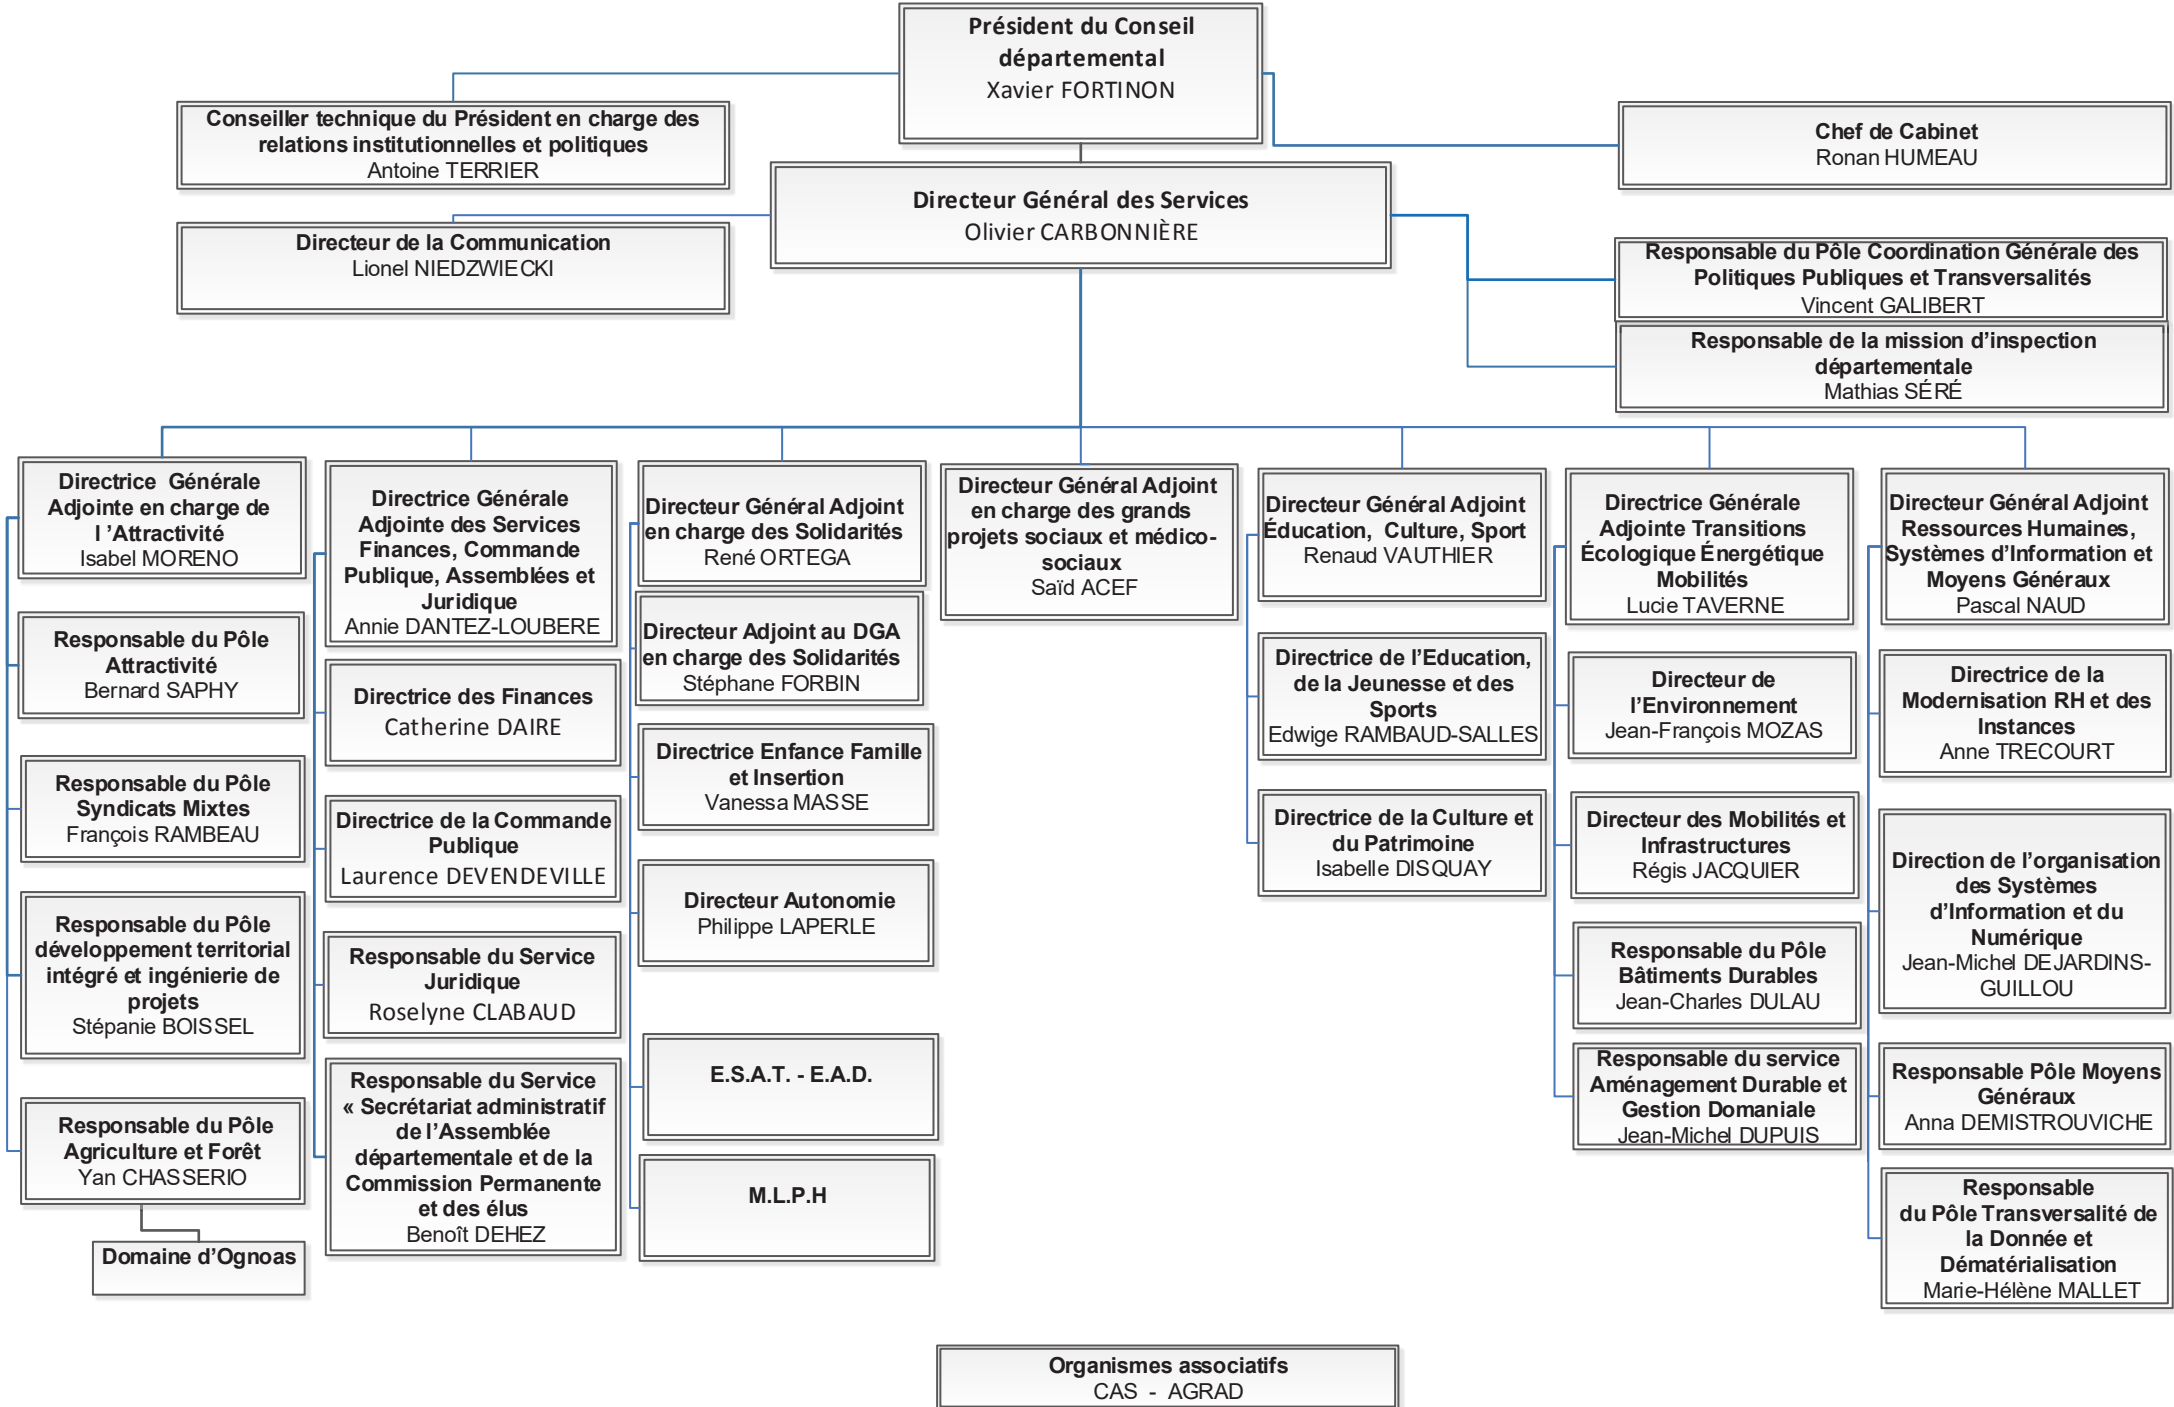 Président du Conseil
départemental
Xavier FORTINON
Conseiller technique du Président en charge des
relations institutionnelles et politiques
Antoine TERRIER
Chef de Cabinet
Ronan HUMEAU
Directeur Général des Services
Olivier CARBONNIÈRE
Directeur de la Communication
Lionel NIEDZWIECKI
Responsable du Pôle Coordination Générale des
Politiques Publiques et Transversalités
Vincent GALIBERT
Responsable de la mission d’inspection
départementale
Mathias SÉRÉ
Directrice Générale
Adjointe en charge de
l ’Attractivité
Isabel MORENO
Responsable du Pôle
Attractivité
Bernard SAPHY
Responsable du Pôle
Syndicats Mixtes
François RAMBEAU
Responsable du Pôle
développement territorial
intégré et ingénierie de
projets
Stépanie BOISSEL
Responsable du Pôle
Agriculture et Forêt
Yan CHASSERIO
Domaine d’Ognoas
Directrice Générale
Adjointe des Services
Finances, Commande
Publique, Assemblées et
Juridique
Annie DANTEZ-LOUBERE
Directrice des Finances
Catherine DAIRE
Directrice de la Commande
Publique
Laurence DEVENDEVILLE
Responsable du Service
Juridique
Roselyne CLABAUD
Responsable du Service
« Secrétariat administratif
de l’Assemblée
départementale et de la
Commission Permanente
et des élus
Benoît DEHEZ
Directeur Général Adjoint
en charge des Solidarités
René ORTEGA
Directeur Adjoint au DGA
en charge des Solidarités
Stéphane FORBIN
Directrice Enfance Famille
et Insertion
Vanessa MASSE
Directeur Autonomie
Philippe LAPERLE
E.S.A.T. - E.A.D.
M.L.P.H
Directeur Général Adjoint
en charge des grands
projets sociaux et médico-
sociaux
Saïd ACEF
Directeur Général Adjoint
Éducation, Culture, Sport
Renaud VAUTHIER
Directrice de l’Education,
de la Jeunesse et des
Sports
Edwige RAMBAUD-SALLES
Directrice de la Culture et
du Patrimoine
Isabelle DISQUAY
Directrice Générale
Adjointe Transitions
Écologique Énergétique
Mobilités
Lucie TAVERNE
Directeur de
l’Environnement
Jean-François MOZAS
Directeur des Mobilités et
Infrastructures
Régis JACQUIER
Responsable du Pôle
Bâtiments Durables
Jean-Charles DULAU
Responsable du service
Aménagement Durable et
Gestion Domaniale
Jean-Michel DUPUIS
Directeur Général Adjoint
Ressources Humaines,
Systèmes d’Information et
Moyens Généraux
Pascal NAUD
Directrice de la
Modernisation RH et des
Instances
Anne TRECOURT
Direction de l’organisation
des Systèmes
d’Information et du
Numérique
Jean-Michel DEJARDINS-
GUILLOU
Responsable Pôle Moyens
Généraux
Anna DEMISTROUVICHE
Responsable
du Pôle Transversalité de
la Donnée et
Dématérialisation
Marie-Hélène MALLET
Organismes associatifs
CAS - AGRAD